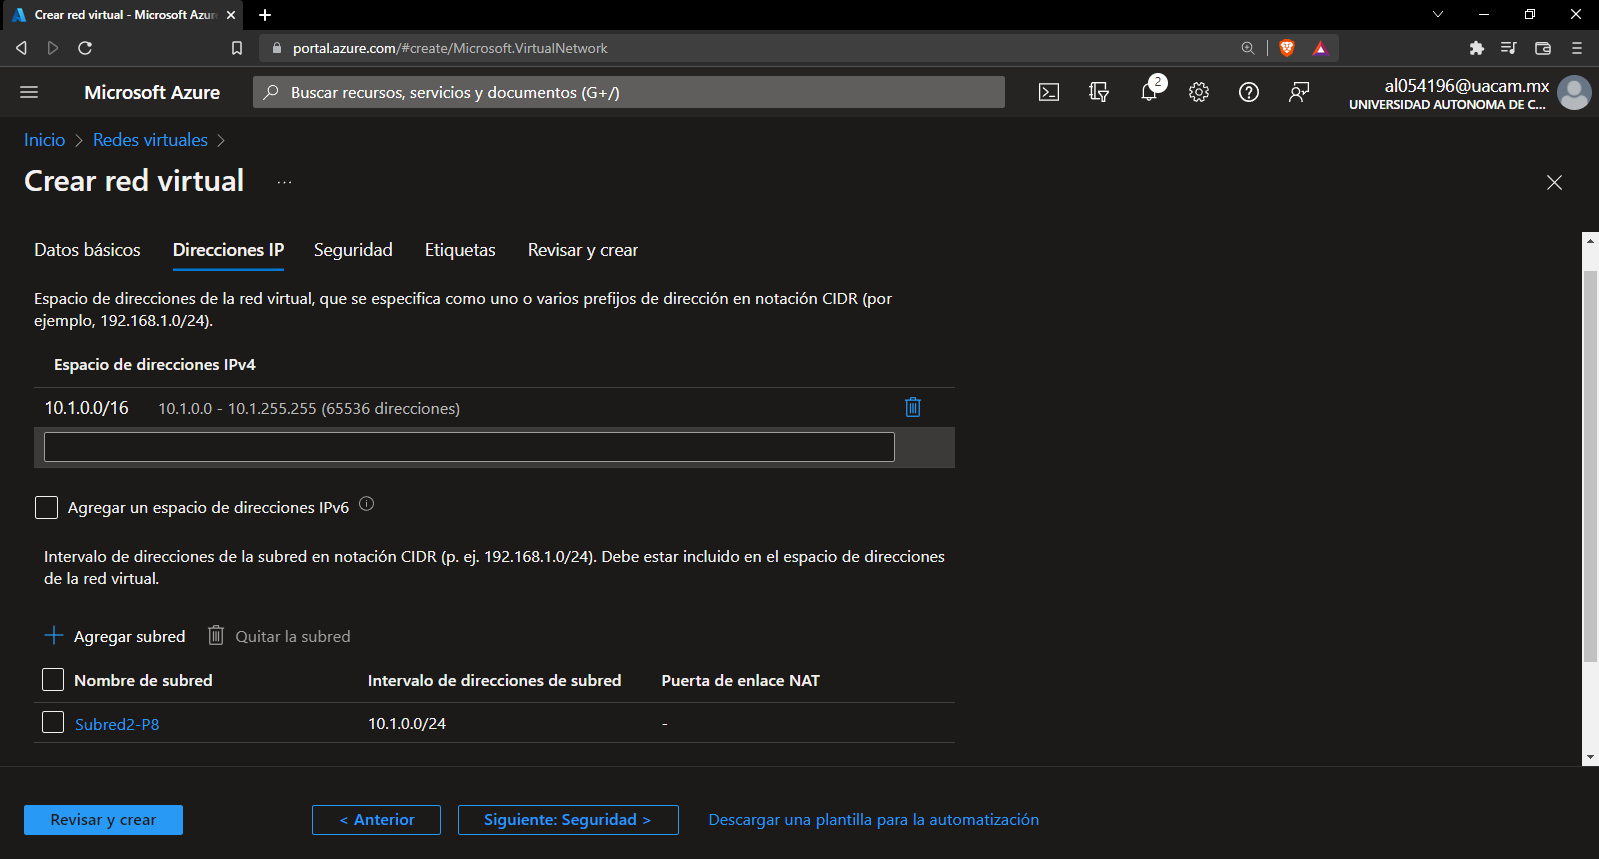 Crear red virtual - Microsoft Azur
portal.azure.com/#create/Microsoft.VirtualNetwork
Microsoft Azure
Buscar recursos, servicios y documentos (G+/)
2
al054196@uacam.mx
UNIVERSIDAD AUTONOMA DE C...
Inicio > Redes virtuales >
Crear red virtual ...
Datos básicos Direcciones IP Seguridad Etiquetas Revisar y crear
Espacio de direcciones de la red virtual, que se especifica como uno o varios prefijos de dirección en notación CIDR (por
ejemplo, 192.168.1.0/24).
Espacio de direcciones IPv4
10.1.0.0/16 10.1.0.0 - 10.1.255.255 (65536 direcciones)
Agregar un espacio de direcciones IPv6
Intervalo de direcciones de la subred en notación CIDR (p. ej. 192.168.1.0/24). Debe estar incluido en el espacio de direcciones
de la red virtual.
Agregar subred Quitar la subred
Nombre de subred Intervalo de direcciones de subred Puerta de enlace NAT
Subred2-P8 10.1.0.0/24 -
Revisar y crear < Anterior Siguiente: Seguridad > Descargar una plantilla para la automatización